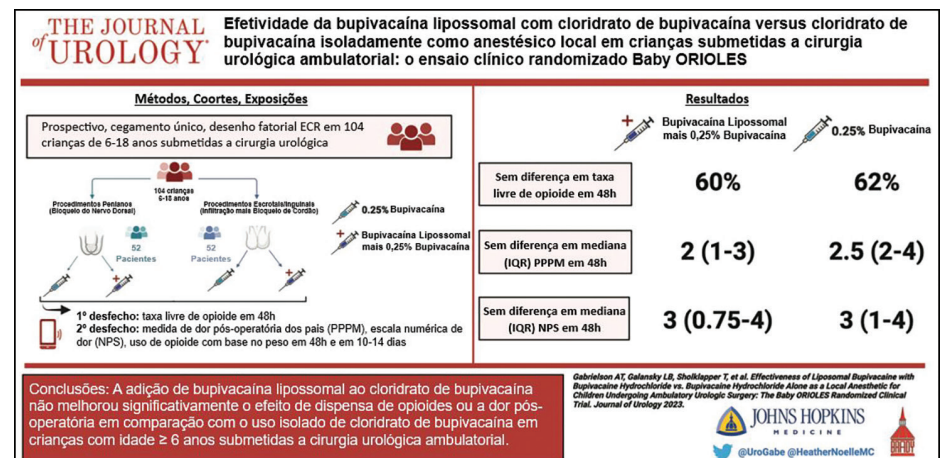 THE JOURNAL
of UROLOGY®
Efetividade da bupivacaína lipossomal com cloridrato de bupivacaína versus cloridrato de
bupivacaína isoladamente como anestésico local em crianças submetidas a cirurgia
urológica ambulatorial: o ensaio clínico randomizado Baby ORIOLES
Métodos, Coortes, Exposições
Prospectivo, cegamento único, desenho fatorial ECR em 104
crianças de 6-18 anos submetidas a cirurgia urológica
104 crianças
6-18 anos
Procedimentos Penianos
(Bloqueio do Nervo Dorsal)
Procedimentos Escrotais/Inguinais
(Infiltração mais Bloqueio de Cordão)
52
Pacientes
52
Pacientes
0.25% Bupivacaína
Bupivacaína Lipossomal
mais 0,25% Bupivacaína
1º desfecho: taxa livre de opioide em 48h
2º desfecho: medida de dor pós-operatória dos pais (PPPM), escala numérica de
dor (NPS), uso de opioide com base no peso em 48h e em 10-14 dias
Resultados
Bupivacaína Lipossomal
mais 0,25% Bupivacaína
0.25% Bupivacaína
Sem diferença em taxa
livre de opioide em 48h
60%
62%
Sem diferença em mediana
(IQR) PPPM em 48h
2 (1-3)
2.5 (2-4)
Sem diferença em mediana
(IQR) NPS em 48h
3 (0.75-4)
3 (1-4)
Conclusões: A adição de bupivacaína lipossomal ao cloridrato de bupivacaína
não melhorou significativamente o efeito de dispensa de opioides ou a dor pós-
operatória em comparação com o uso isolado de cloridrato de bupivacaína em
crianças com idade ≥ 6 anos submetidas a cirurgia urológica ambulatorial.
Gabrielson AT, Galansky LB, Sholklapper T, et al. Effectiveness of Liposomal Bupivacaine with
Bupivacaine Hydrochloride vs. Bupivacaine Hydrochloride Alone as a Local Anesthetic for
Children Undergoing Ambulatory Urologic Surgery: The Baby ORIOLES Randomized Clinical
Trial. Journal of Urology 2023.
JOHNS HOPKINS
MEDICINE
BRADY
@UroGabe @HeatherNoelleMC